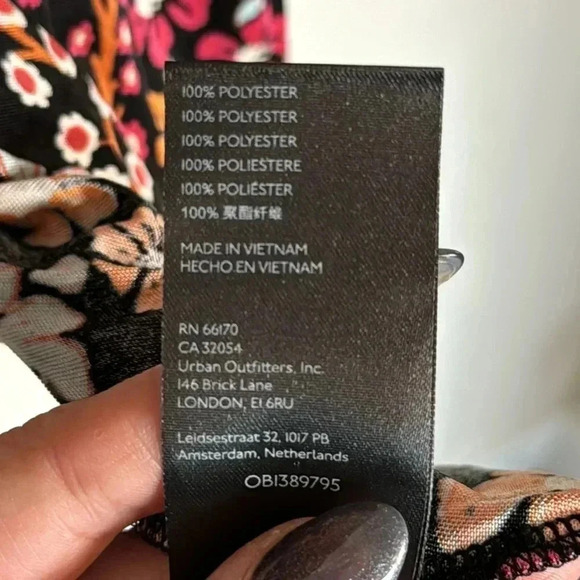 100% POLYESTER
100% POLYESTER
100% POLYESTER
100% POLIESTERE
100% POLIÉSTER
100% 聚酯纤维
MADE IN VIETNAM
HECHO EN VIETNAM
RN 66170
CA 32054
Urban Outfitters, Inc.
146 Brick Lane
LONDON, E1 6RU
Leidsestraat 32, 1017 PB
Amsterdam, Netherlands
OB1389795